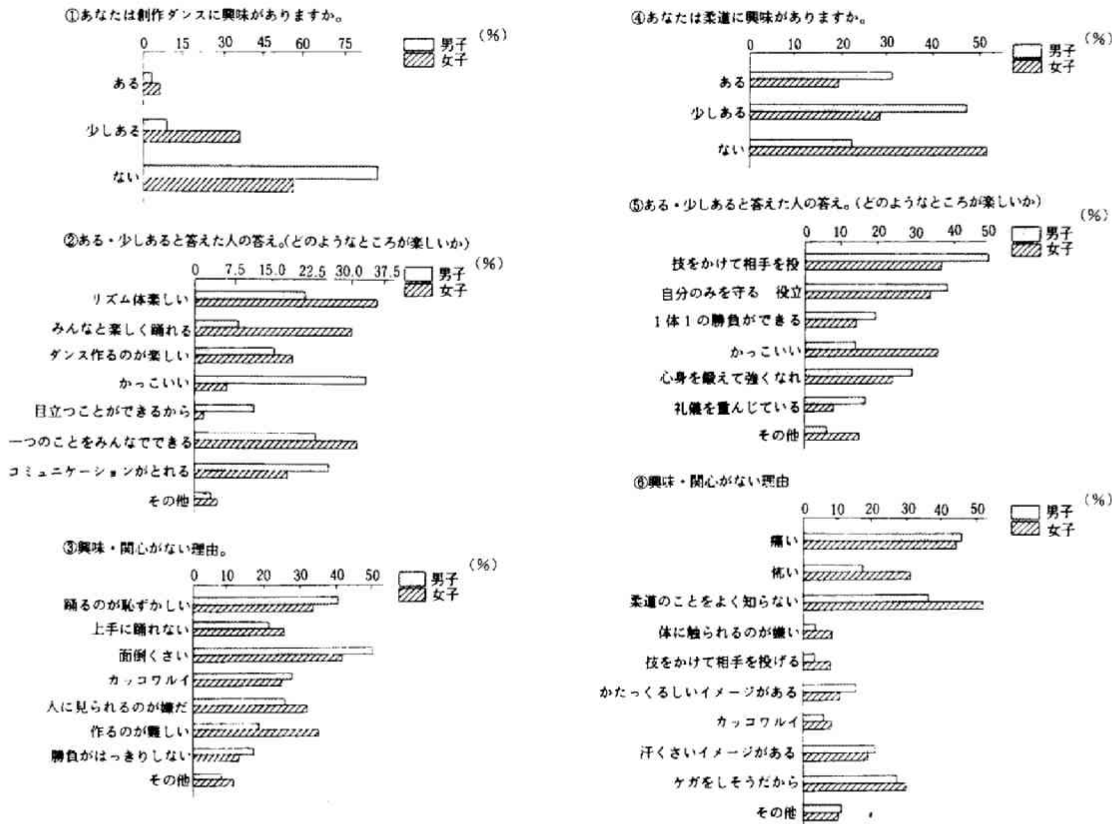 ①あなたは創作ダンスに興味がありますか。
0 15 30 45 60 75
(%)
男子
女子
ある
少しある
ない
②ある・少しあると答えた人の答え。(どのようなところが楽しいか)
0 7.5 15.0 22.5 30.0 37.5
(%)
男子
女子
リズム体楽しい
みんなと楽しく踊れる
ダンス作るのが楽しい
かっこいい
目立つことができるから
一つのことをみんなでできる
コミュニケーションがとれる
その他
③興味・関心がない理由。
0 10 20 30 40 50
(%)
男子
女子
踊るのが恥ずかしい
上手に踊れない
面倒くさい
カッコワルイ
人に見られるのが嫌だ
作るのが難しい
勝負がはっきりしない
その他
④あなたは柔道に興味がありますか。
0 10 20 30 40 50
(%)
男子
女子
ある
少しある
ない
⑤ある・少しあると答えた人の答え。(どのようなところが楽しいか)
0 10 20 30 40 50
(%)
男子
女子
技をかけて相手を投
自分のみを守る 役立
1体1の勝負ができる
かっこいい
心身を鍛えて強くなれ
礼儀を重んじている
その他
⑥興味・関心がない理由
0 10 20 30 40 50
(%)
男子
女子
痛い
怖い
柔道のことをよく知らない
体に触られるのが嫌い
技をかけて相手を投げる
かたっくるしいイメージがある
カッコワルイ
汗くさいイメージがある
ケガをしそうだから
その他